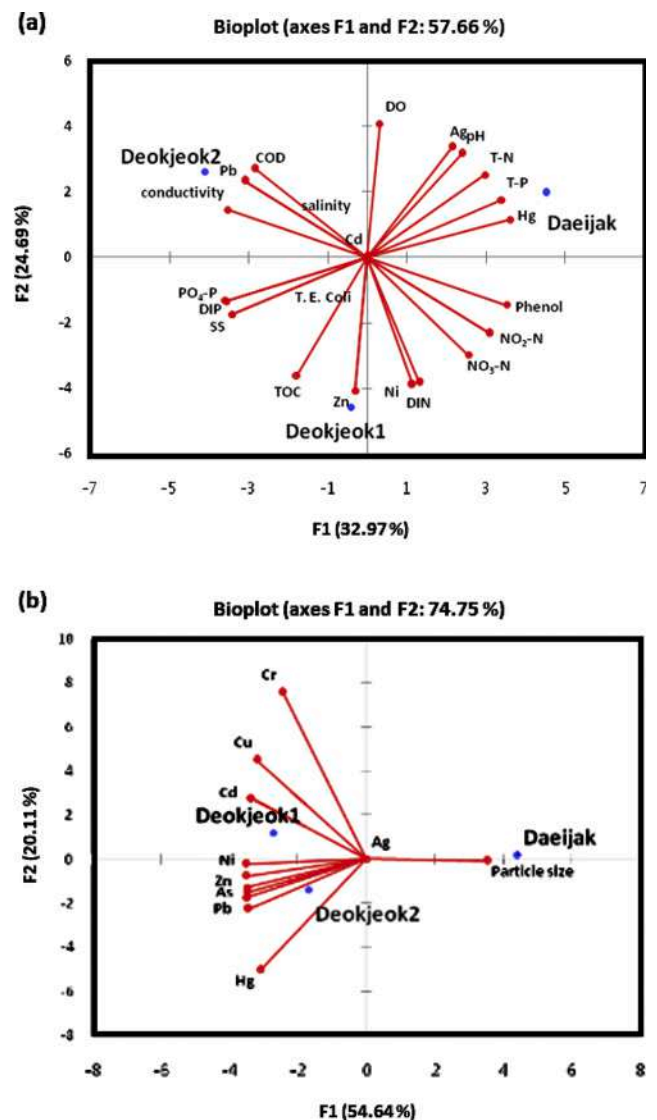 (a)
Bioplot (axes F1 and F2: 57.66 %)
6
DO
4
Ag pH
Deokjeok2 COD T-N
Pb
2
T-P
conductivity salinity Hg Daeijak
Cd
0
F2 (24.69 %)
PO₄-P T. E. Coli Phenol
DIP
SS
-2
NO₂-N
NO₃-N
TOC Zn Ni DIN
-4
Deokjeok1
-6
-7 -5 -3 -1 1 3 5 7
F1 (32.97 %)
(b)
Bioplot (axes F1 and F2: 74.75 %)
10
Cr
8
6
Cu
4
Cd
2
Deokjeok1 Ag Daeijak
Ni
0
Particle size
F2 (20.11 %)
Zn
As
Pb
-2
Deokjeok2
-4
Hg
-6
-8
-8 -6 -4 -2 0 2 4 6 8
F1 (54.64 %)